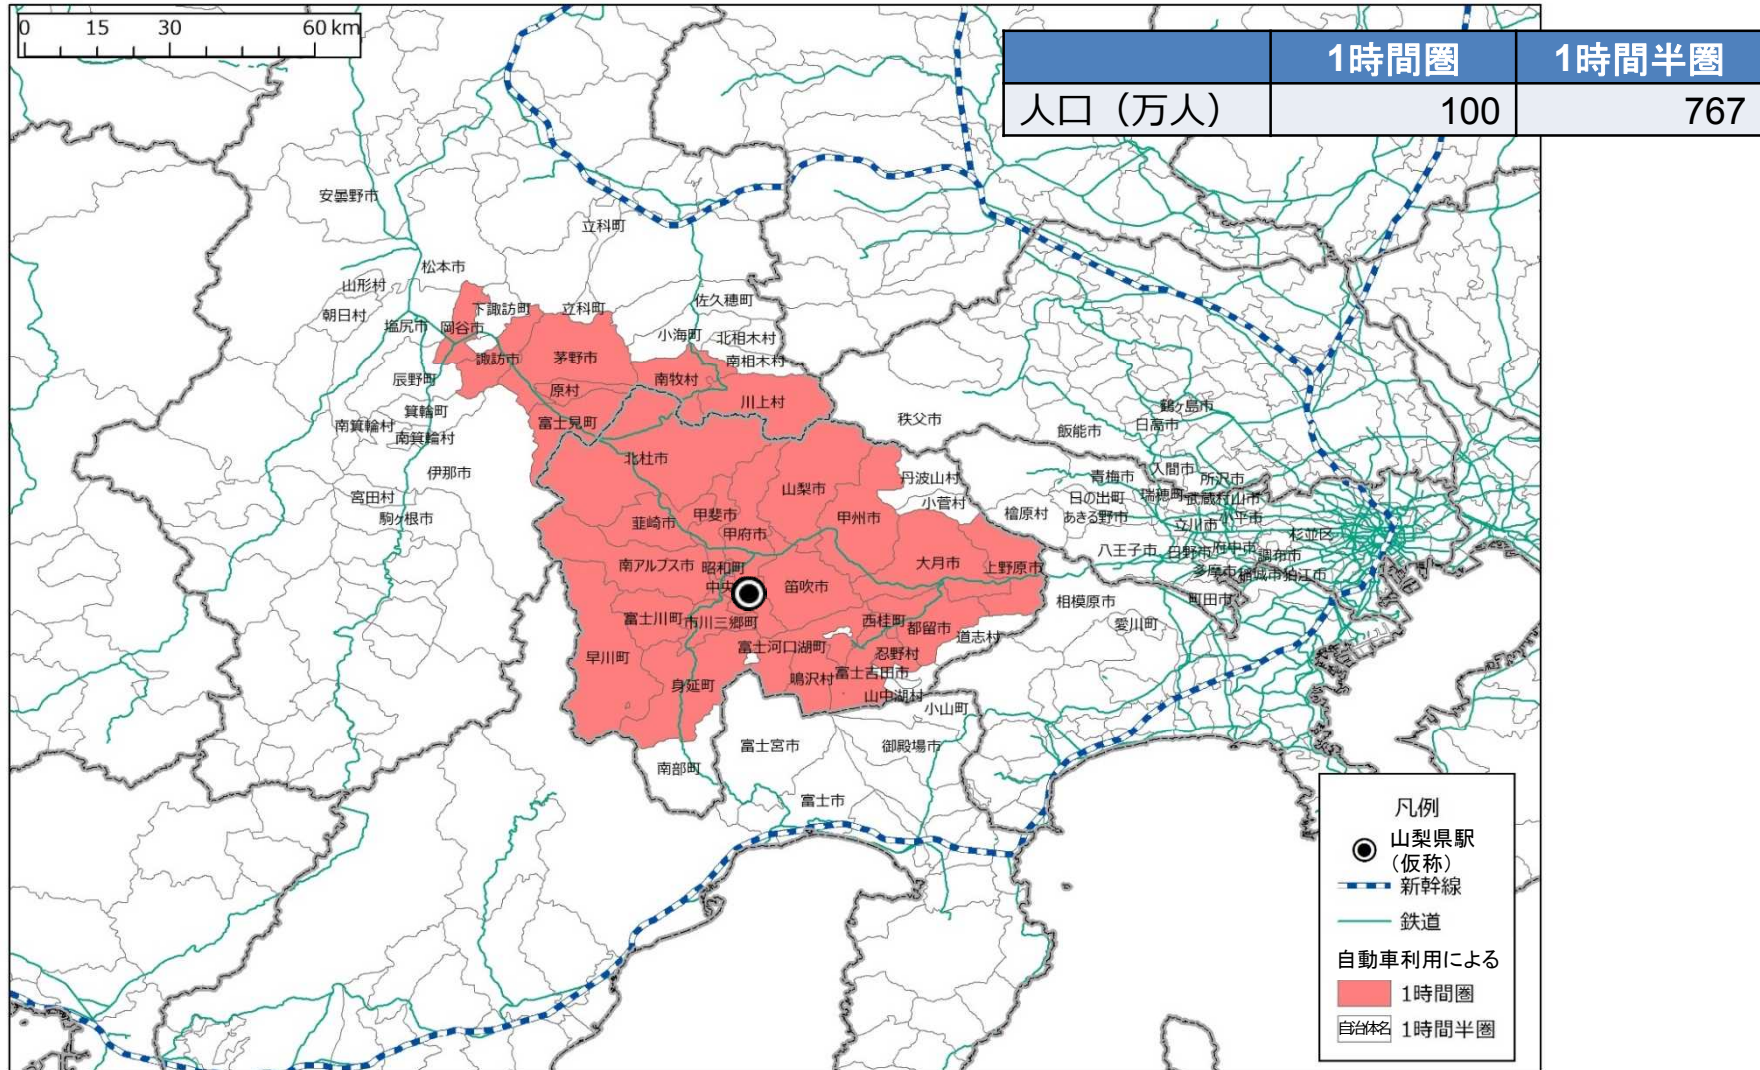 0 15 30 60 km
1時間圏 1時間半圏
人口（万人） 100 767
安曇野市
立科町
松本市
山形村
佐久穂町
下諏訪町 立科町
朝日村
塩尻市 岡谷市
小海町 北相木村
諏訪市 茅野市
南相木村
辰野町
南牧村
原村
川上村
箕輪町
鶴ヶ島市
南箕輪村
富士見町
秩父市
飯能市 日高市
南箕輪村
北杜市
伊那市
入間市
丹波山村
青梅市 所沢市
山梨市
宮田村
小菅村
日の出町 瑞穂町 武蔵村山市
駒ヶ根市
韮崎市 甲斐市
甲州市
檜原村
あきる野市
立川市 小平市
甲府市
杉並区
八王子市 日野市 府中市 調布市
南アルプス市 昭和町
大月市 上野原市
多摩市 稲城市 狛江市
中央
笛吹市
相模原市 町田市
富士川町 市川三郷町
西桂町 都留市
愛川町
道志村
富士河口湖町
早川町
忍野村
鳴沢村 富士吉田市
身延町
山中湖村
小山町
富士宮市 御殿場市
南部町
富士市
凡例
山梨県駅
（仮称）
新幹線
鉄道
自動車利用による
1時間圏
自治体名 1時間半圏